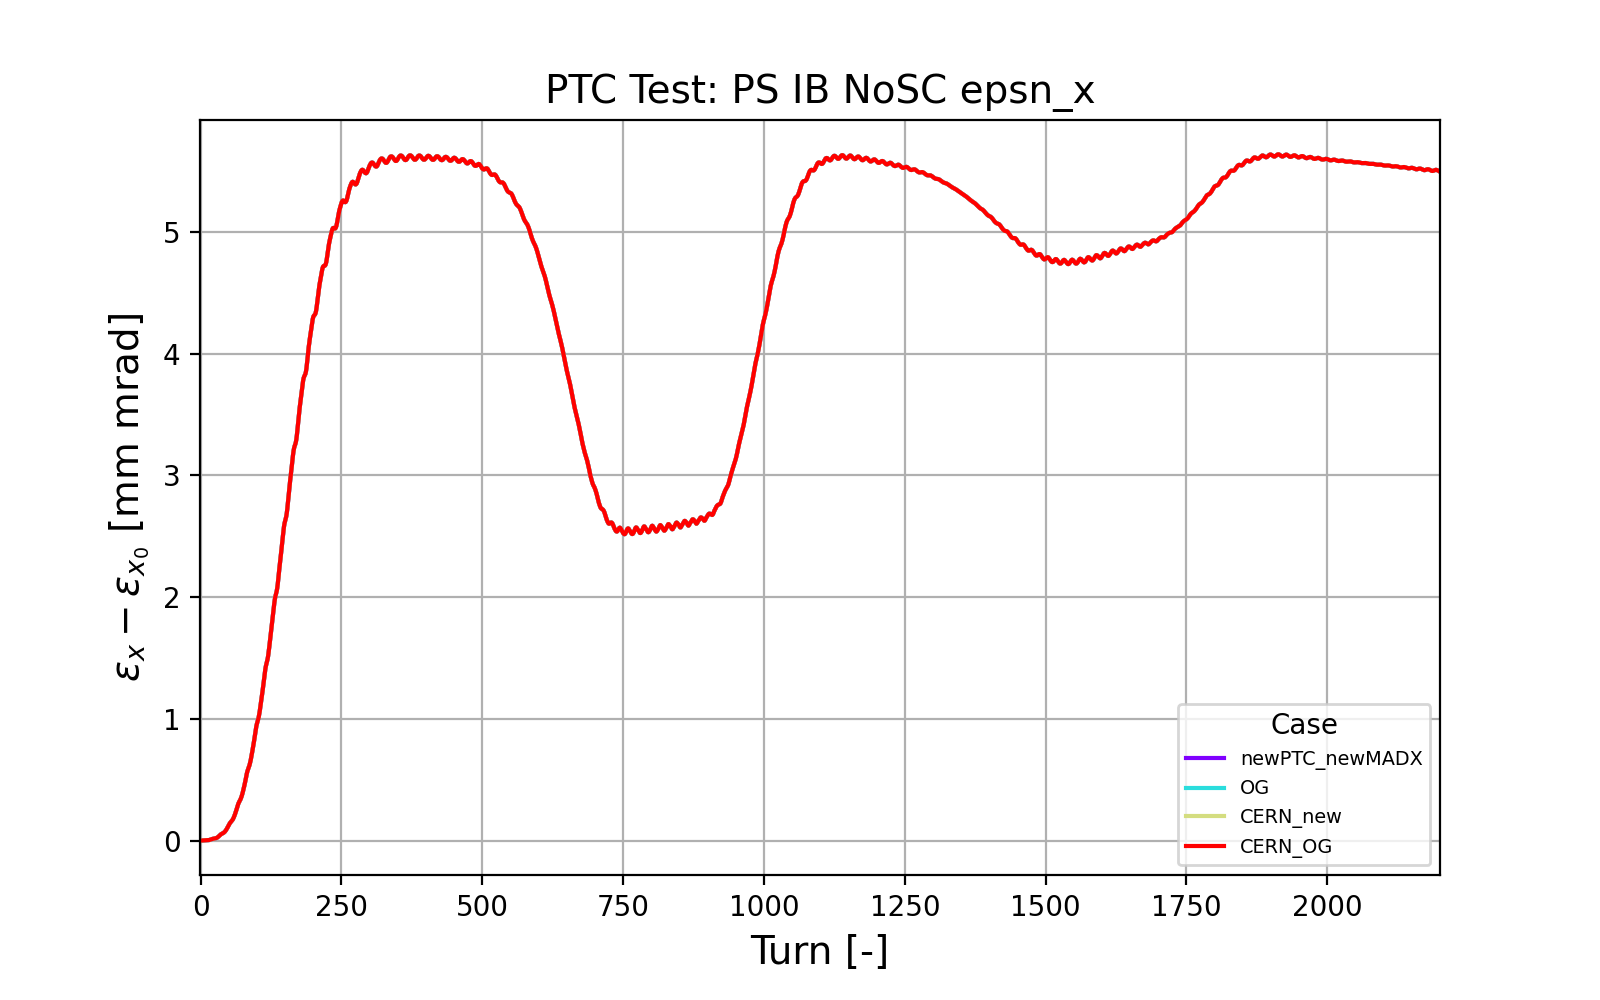 PTC Test: PS IB NoSC epsn_x
εₓ − εₓ₀ [mm mrad]
5
4
3
2
1
0
Case
newPTC_newMADX
OG
CERN_new
CERN_OG
0 250 500 750 1000 1250 1500 1750 2000
Turn [-]